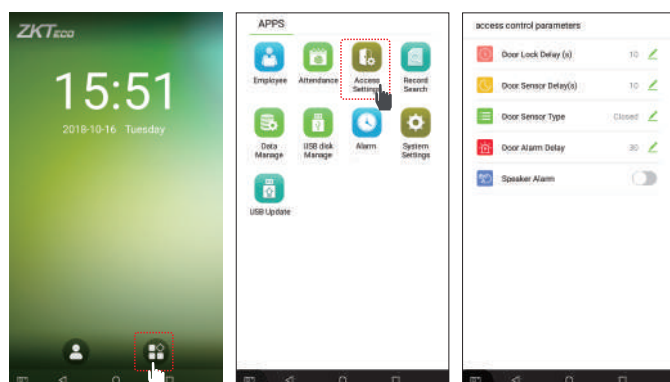 ZKTeco
15:51
2018-10-16 Tuesday
APPS
Employee
Attendance
Access
Settings
Record
Search
Data
Manage
USB disk
Manage
Alarm
System
Settings
USB Update
access control parameters
Door Lock Delay (s) 10
Door Sensor Delay(s) 10
Door Sensor Type Closed
Door Alarm Delay 30
Speaker Alarm